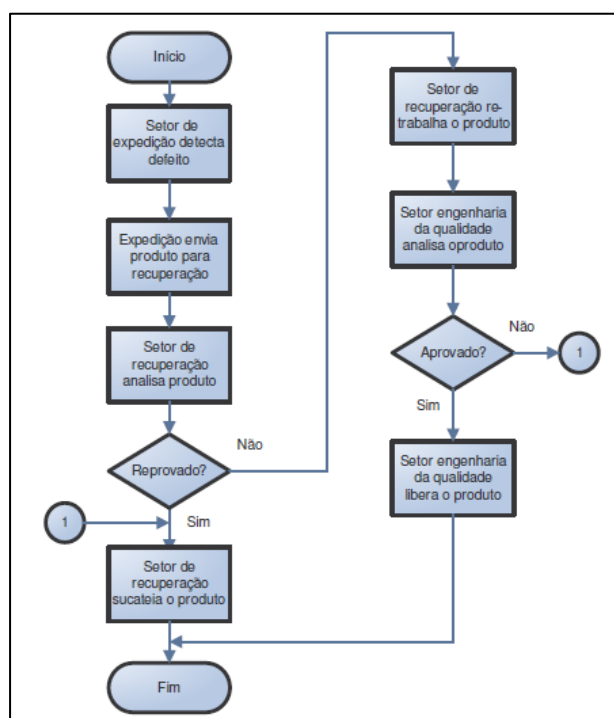 Início
Setor de
expedição detecta
defeito
Expedição envia
produto para
recuperação
Setor de
recuperação
analisa produto
Reprovado?
Não
Sim
1
Setor de
recuperação
sucateia o produto
Fim
Setor de
recuperação re-
trabalha o produto
Setor engenharia
da qualidade
analisa oproduto
Aprovado?
Não
1
Sim
Setor engenharia
da qualidade
libera o produto